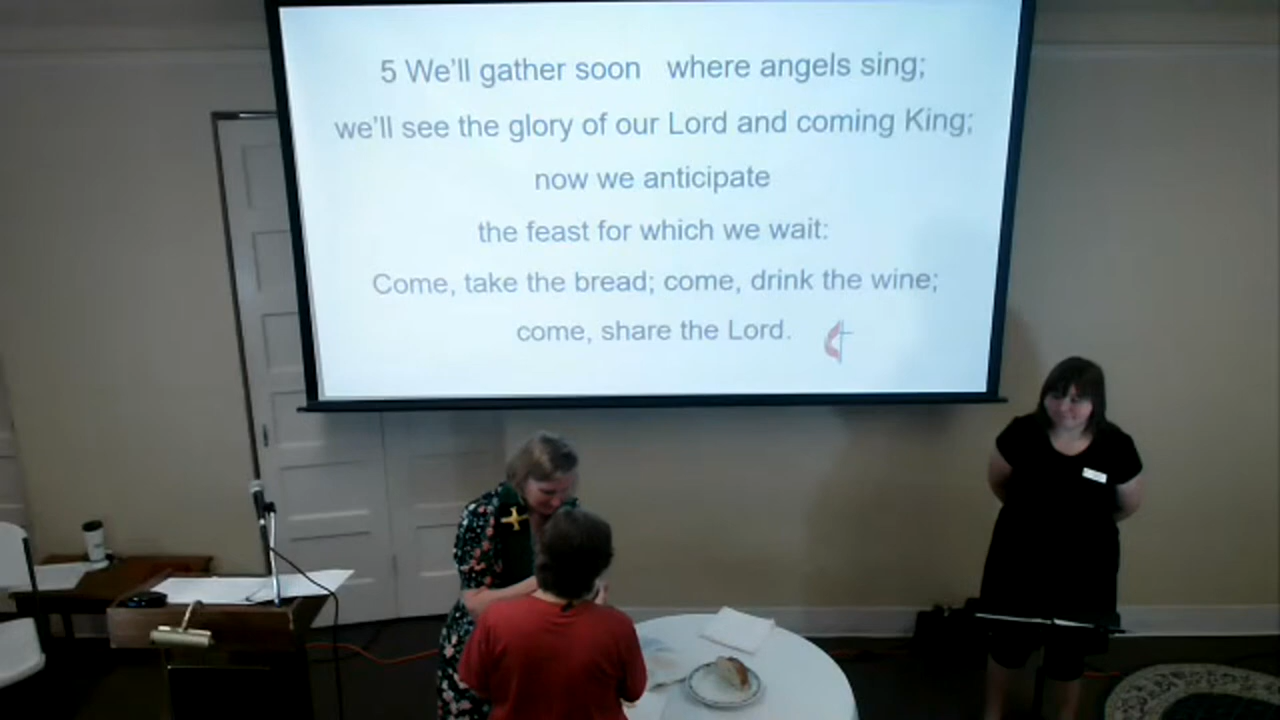 5 We'll gather soon where angels sing;
we'll see the glory of our Lord and coming King;
now we anticipate
the feast for which we wait:
Come, take the bread; come, drink the wine;
come, share the Lord.